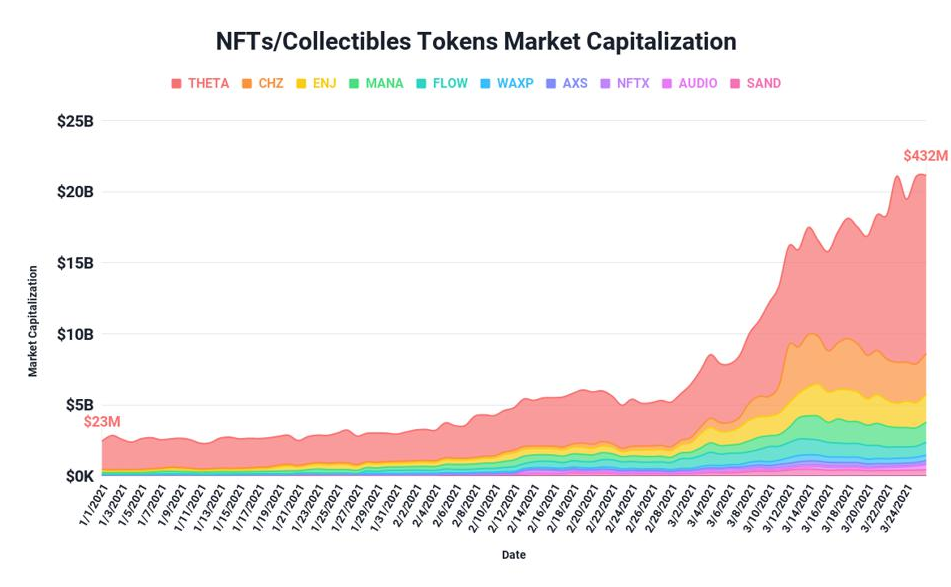 NFTs/Collectibles Tokens Market Capitalization
THETA CHZ ENJ MANA FLOW WAXP AXS NFTX AUDIO SAND
$25B
$432M
$20B
$15B
Market Capitalization
$10B
$5B
$23M
$0K
1/1/2021 1/3/2021 1/5/2021 1/7/2021 1/9/2021 1/11/2021 1/13/2021 1/15/2021 1/17/2021 1/19/2021 1/21/2021 1/23/2021 1/25/2021 1/27/2021 1/29/2021 1/31/2021 2/2/2021 2/4/2021 2/6/2021 2/8/2021 2/10/2021 2/12/2021 2/14/2021 2/16/2021 2/18/2021 2/20/2021 2/22/2021 2/24/2021 2/26/2021 2/28/2021 3/2/2021 3/4/2021 3/6/2021 3/8/2021 3/10/2021 3/12/2021 3/14/2021 3/16/2021 3/18/2021 3/20/2021 3/22/2021 3/24/2021
Date